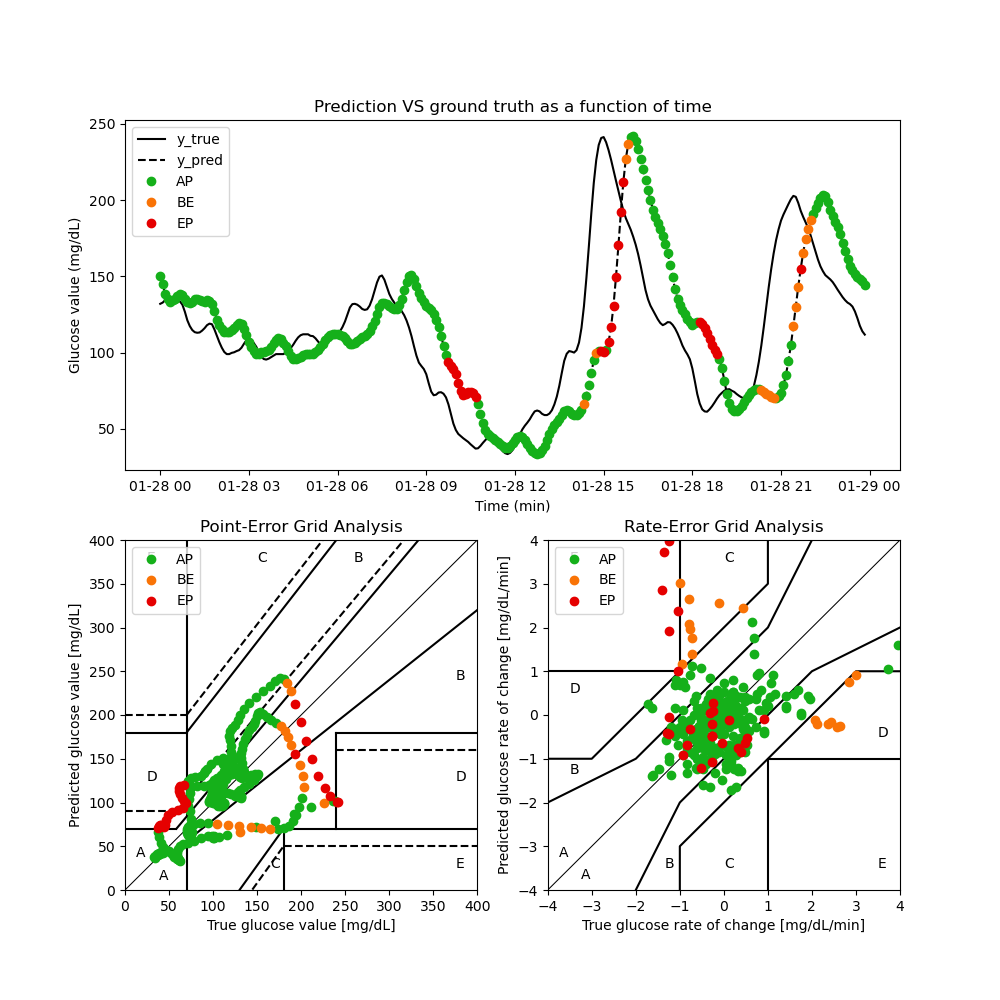 Prediction VS ground truth as a function of time
Glucose value (mg/dL)
250
200
150
100
50
y_true
y_pred
AP
BE
EP
01-28 00 01-28 03 01-28 06 01-28 09 01-28 12 01-28 15 01-28 18 01-28 21 01-29 00
Time (min)
Point-Error Grid Analysis
Predicted glucose value [mg/dL]
400
350
300
250
200
150
100
50
0
AP
BE
EP
C
B
B
D
D
A
A
C
E
0 50 100 150 200 250 300 350 400
True glucose value [mg/dL]
Rate-Error Grid Analysis
Predicted glucose rate of change [mg/dL/min]
4
3
2
1
0
−1
−2
−3
−4
AP
BE
EP
C
D
D
B
A
A
B
C
E
−4 −3 −2 −1 0 1 2 3 4
True glucose rate of change [mg/dL/min]